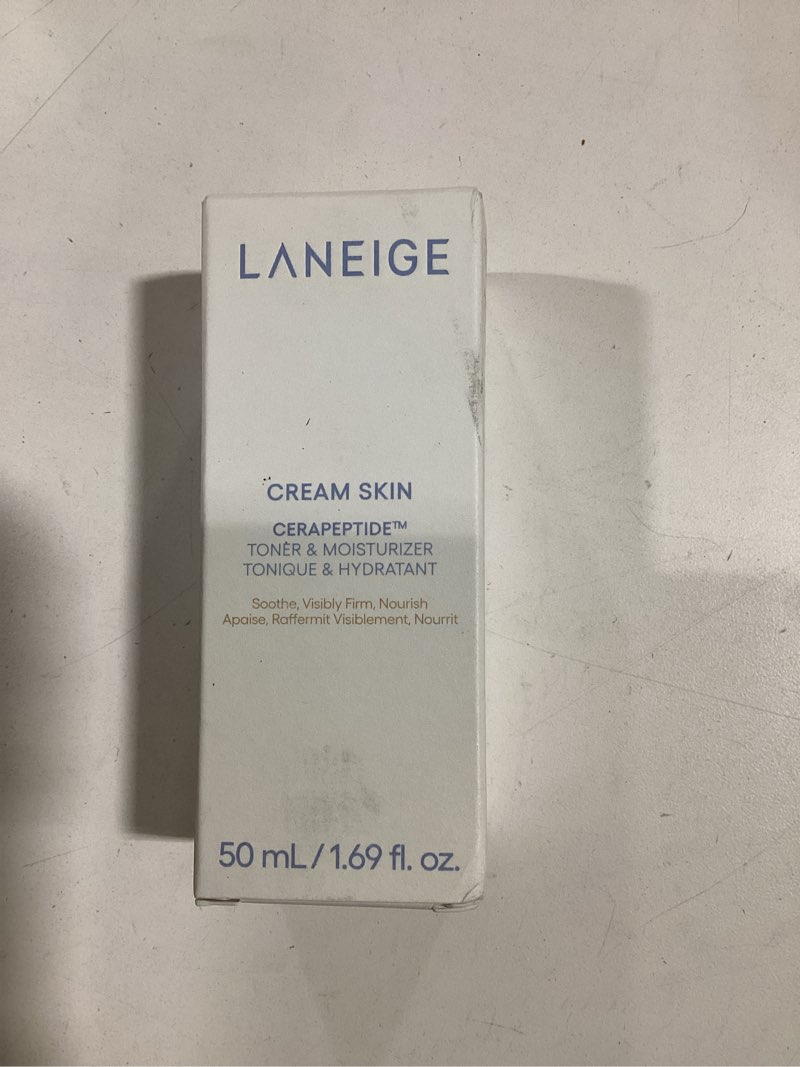 LANEIGE
CREAM SKIN
CERAPEPTIDE™
TONER & MOISTURIZER
TONIQUE & HYDRATANT
Soothe, Visibly Firm, Nourish
Apaise, Raffermit Visiblement, Nourrit
50 mL / 1.69 fl. oz.